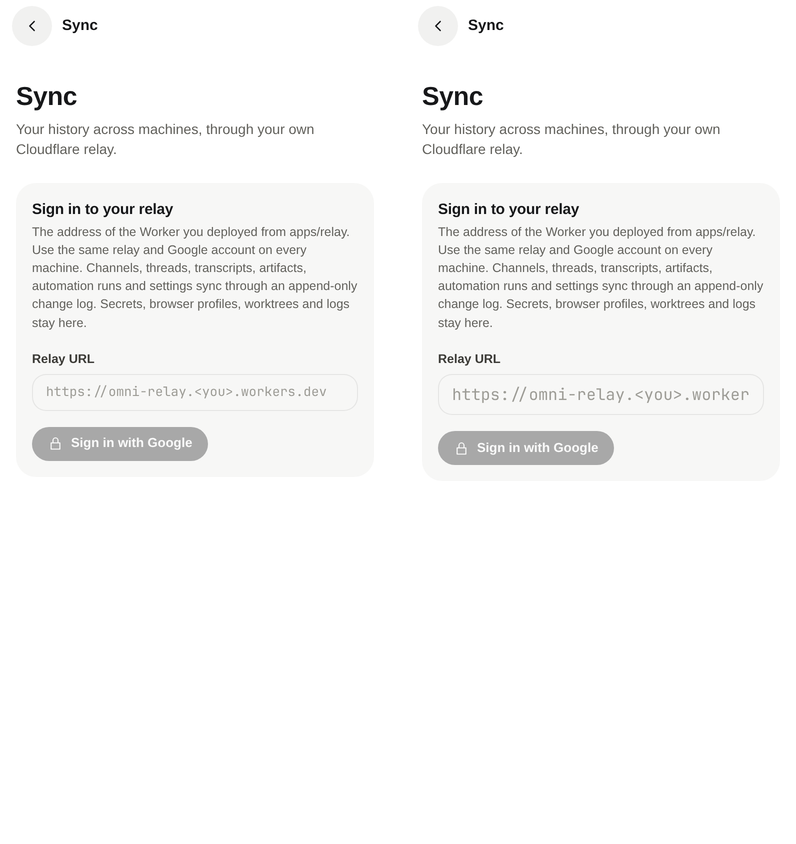 Sync
Sync
Your history across machines, through your own
Cloudflare relay.
Sign in to your relay
The address of the Worker you deployed from apps/relay.
Use the same relay and Google account on every
machine. Channels, threads, transcripts, artifacts,
automation runs and settings sync through an append-only
change log. Secrets, browser profiles, worktrees and logs
stay here.
Relay URL
https://omni-relay.<you>.workers.dev
Sign in with Google
Sync
Sync
Your history across machines, through your own
Cloudflare relay.
Sign in to your relay
The address of the Worker you deployed from apps/relay.
Use the same relay and Google account on every
machine. Channels, threads, transcripts, artifacts,
automation runs and settings sync through an append-only
change log. Secrets, browser profiles, worktrees and logs
stay here.
Relay URL
https://omni-relay.<you>.worker
Sign in with Google